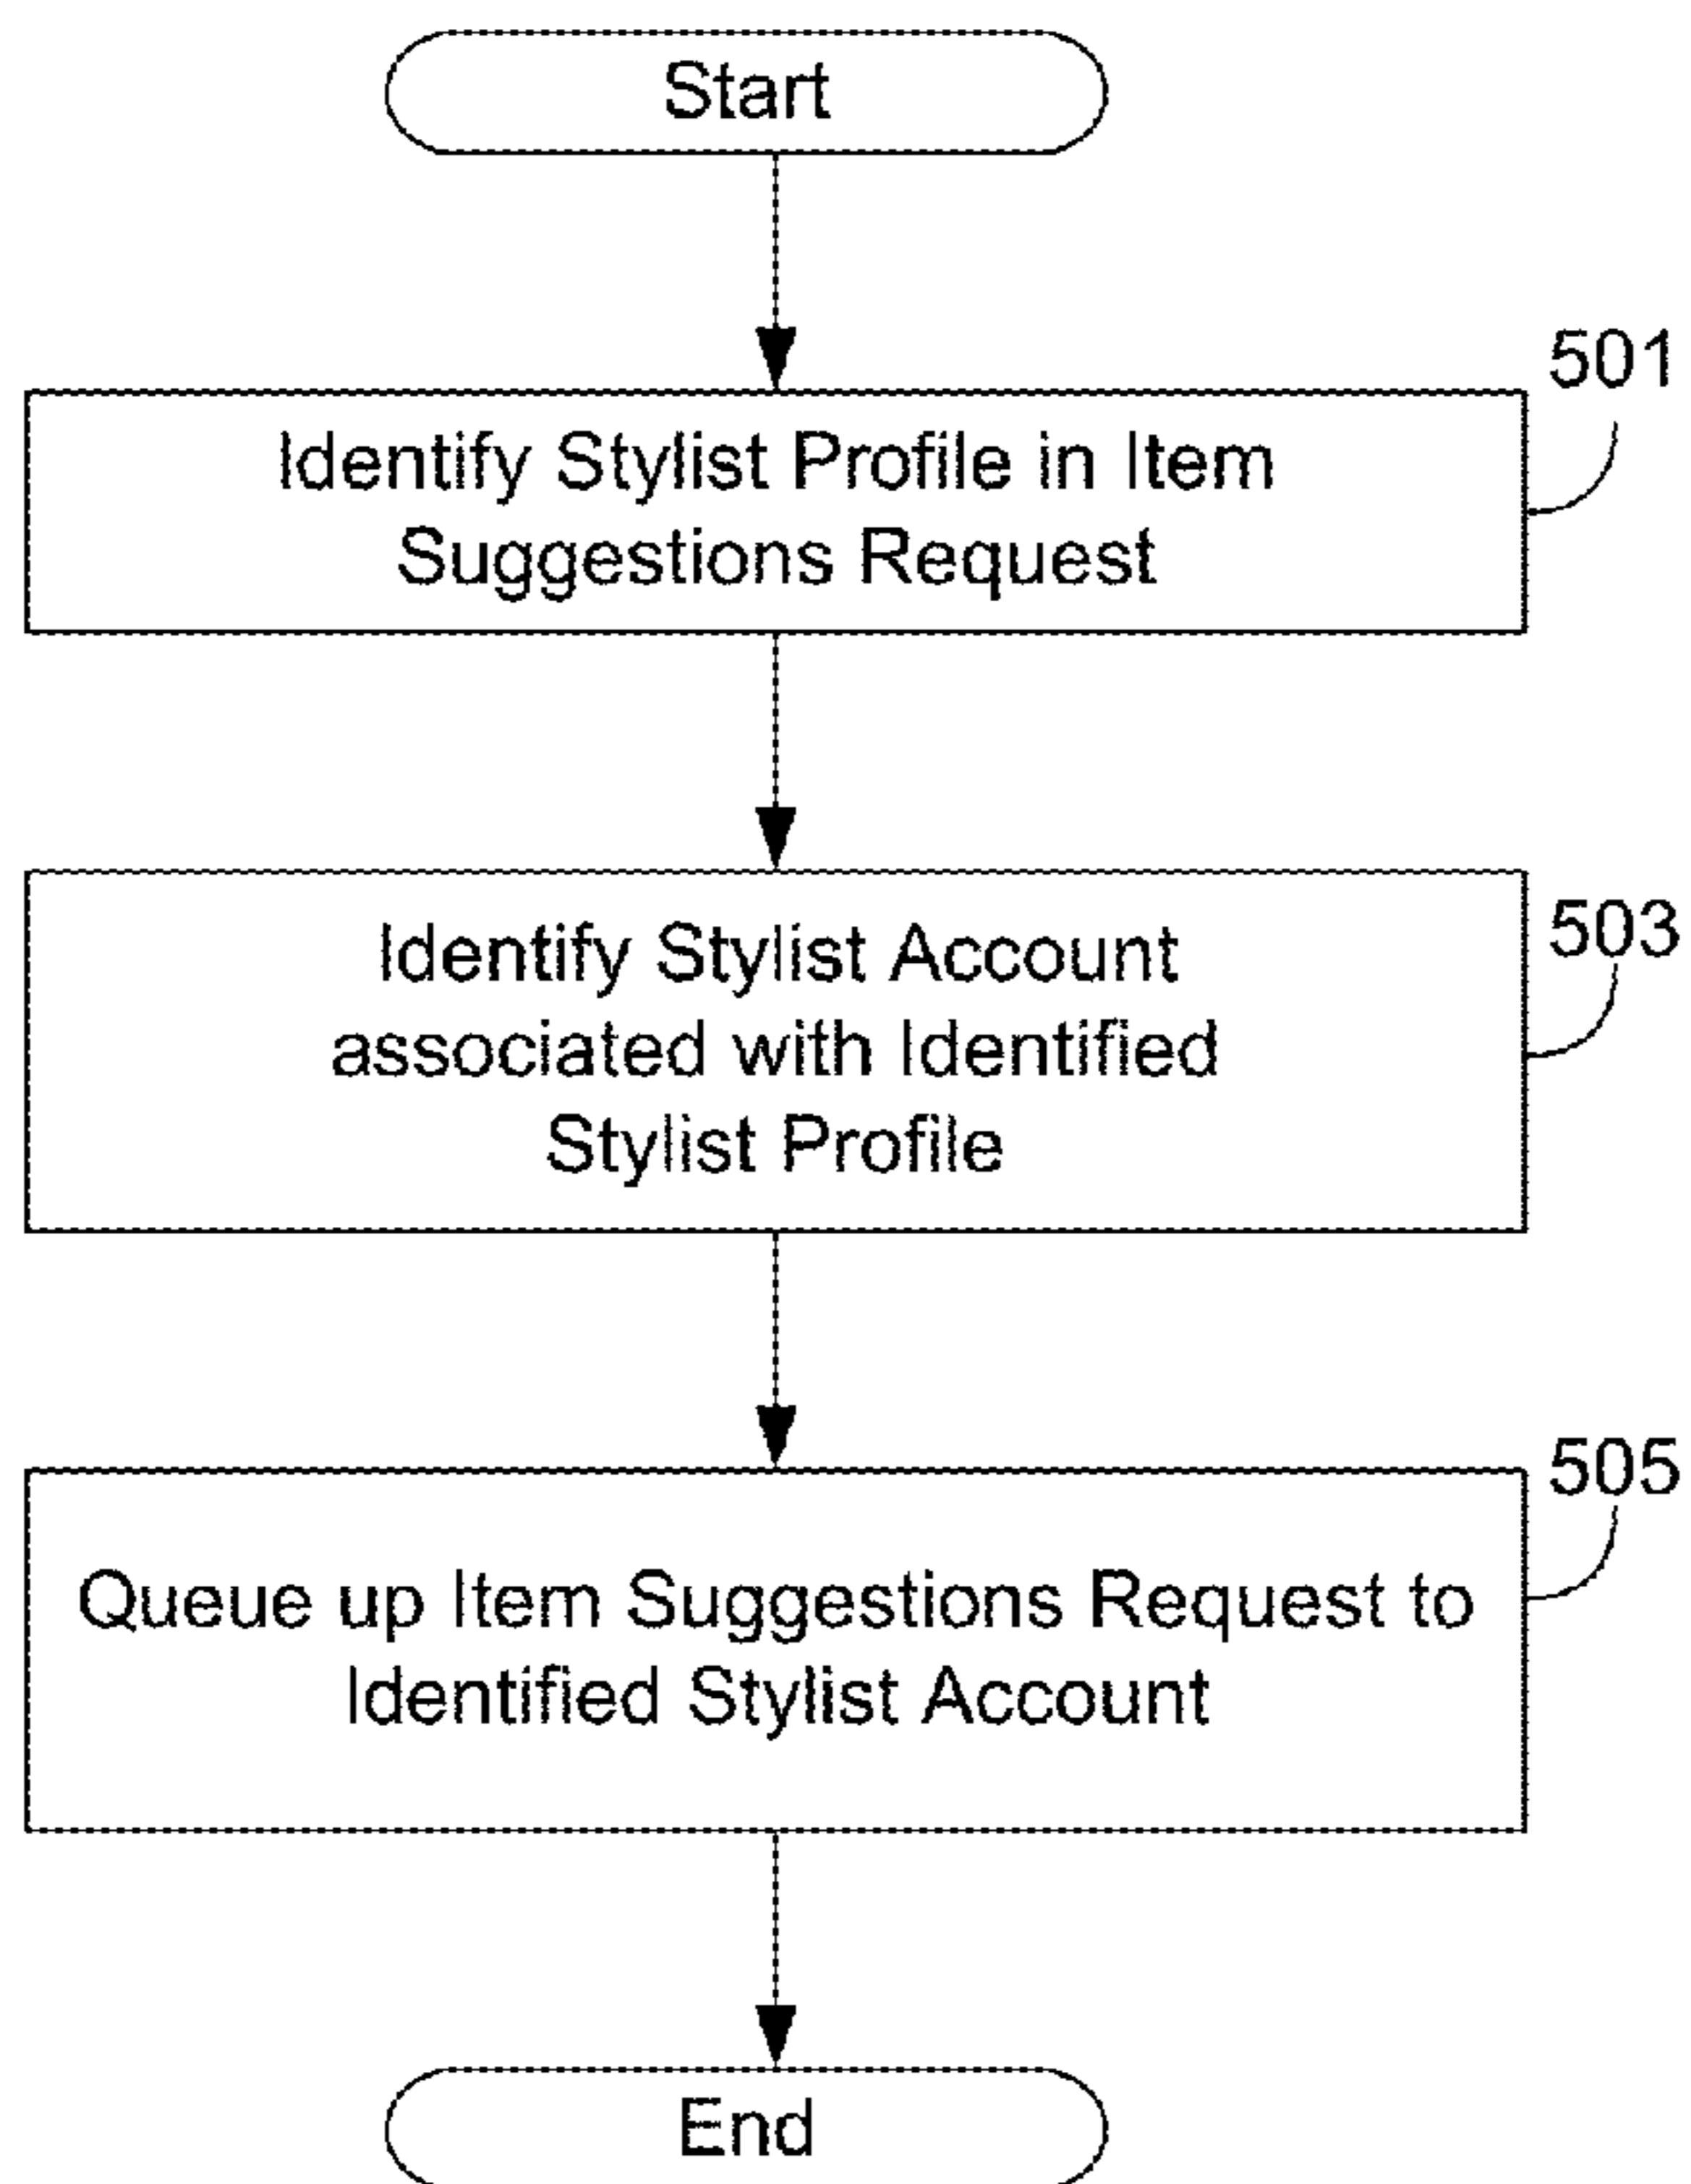 Start
501
Identify Stylist Profile in Item
Suggestions Request
503
Identify Stylist Account
associated with Identified
Stylist Profile
505
Queue up Item Suggestions Request to
Identified Stylist Account
End